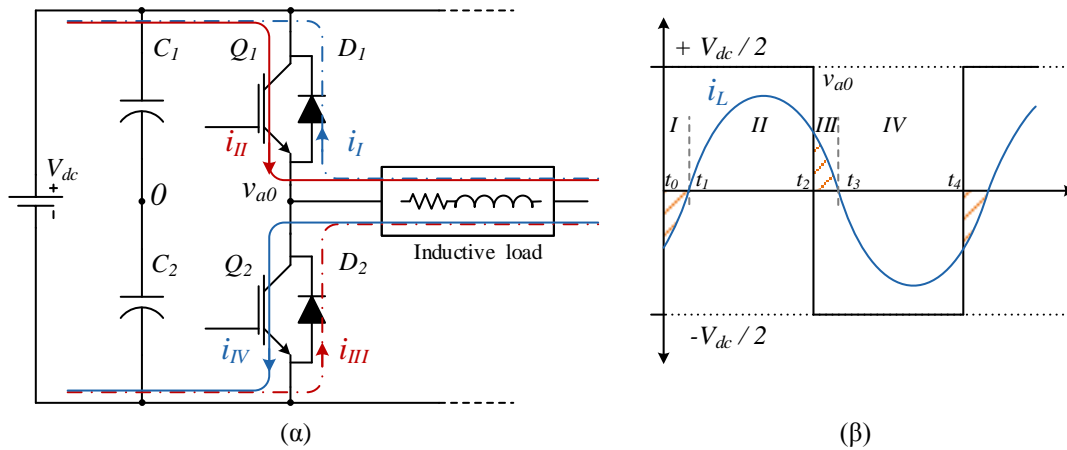 C1 Q1 D1
iII iI
Vdc
+
-
0
va0
Inductive load
C2 Q2 D2
iIV iIII
(α)
+ Vdc / 2
va0
iL
I II III IV
t0 t1 t2 t3 t4
-Vdc / 2
(β)